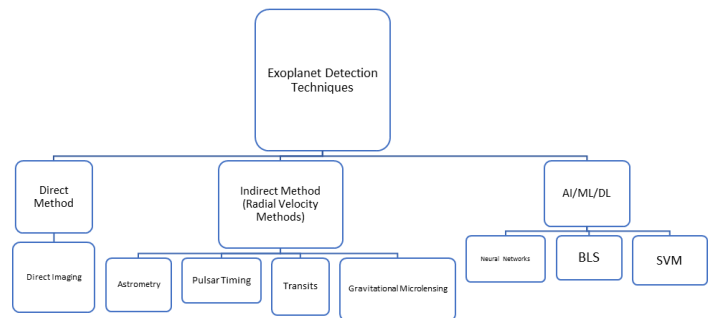 Exoplanet Detection
Techniques
Direct
Method
Indirect Method
(Radial Velocity
Methods)
AI/ML/DL
Direct Imaging
Astrometry
Pulsar Timing
Transits
Gravitational Microlensing
Neural Networks
BLS
SVM